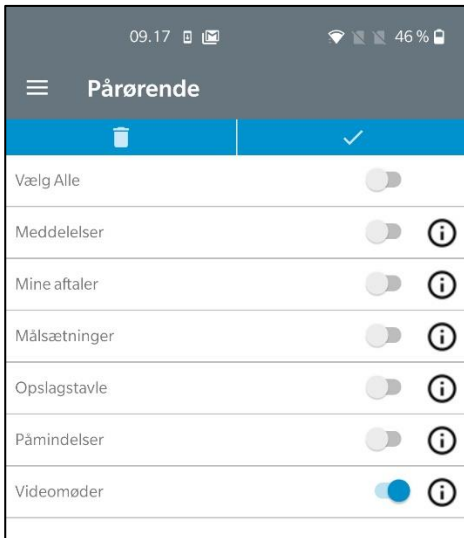 09.17 46 %
Pårørende
Vælg Alle
Meddelelser
Mine aftaler
Målsætninger
Opslagstavle
Påmindelser
Videomøder